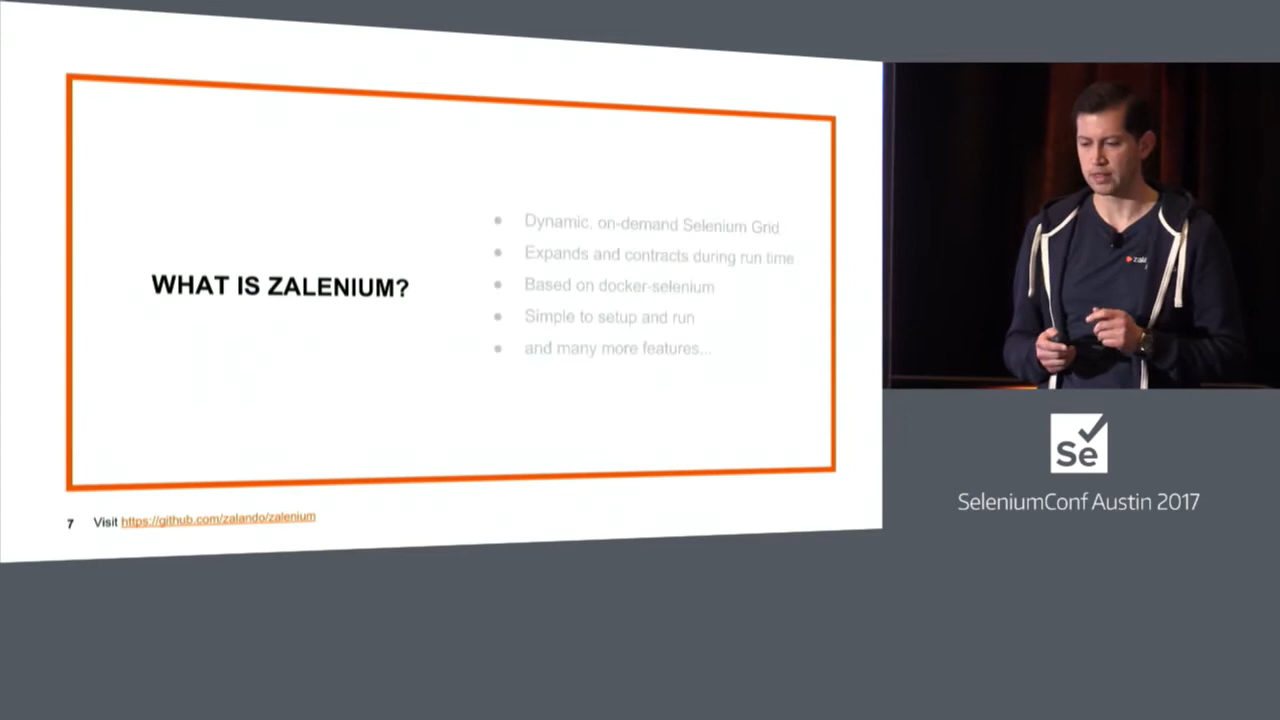 WHAT IS ZALENIUM?
● Dynamic, on-demand Selenium Grid
● Expands and contracts during run time
● Based on docker-selenium
● Simple to setup and run
● and many more features...
7 Visit https://github.com/zalando/zalenium
Se
SeleniumConf Austin 2017